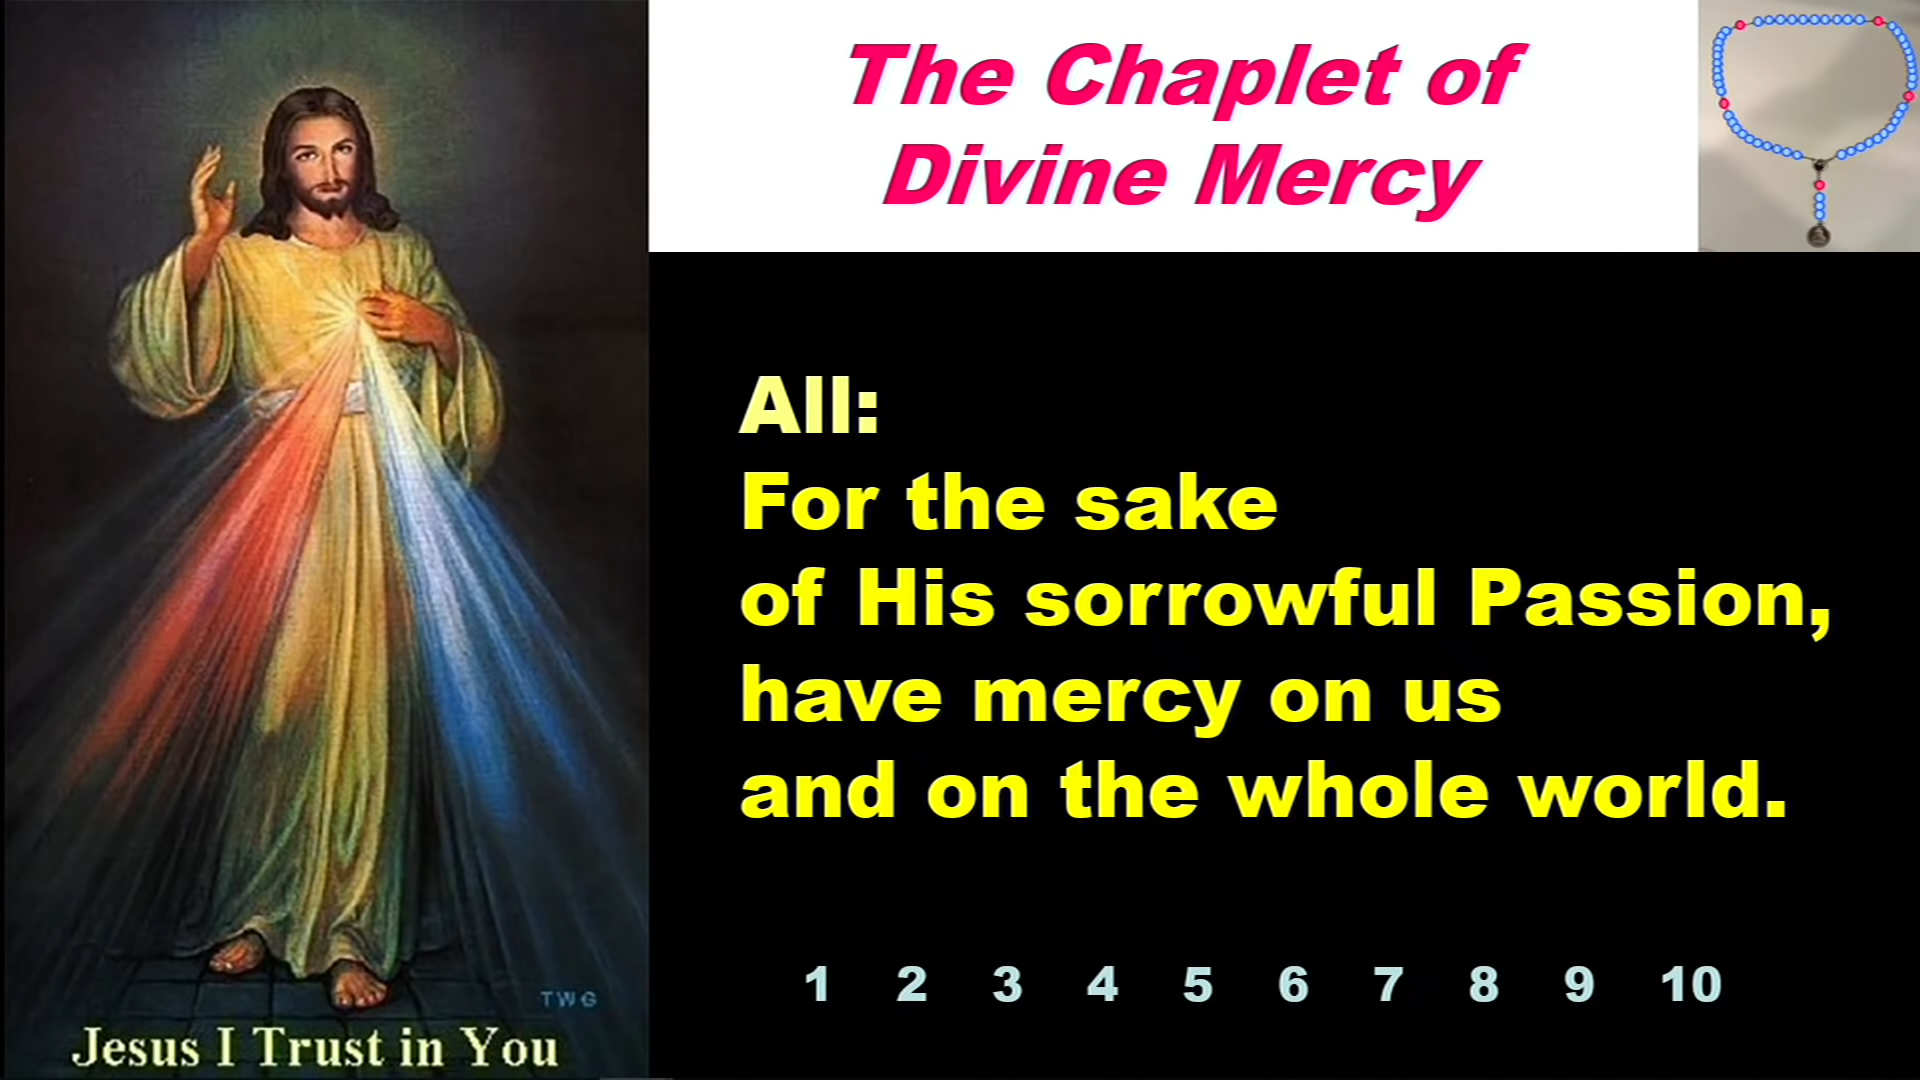 The Chaplet of
Divine Mercy
All:
For the sake
of His sorrowful Passion,
have mercy on us
and on the whole world.
1 2 3 4 5 6 7 8 9 10
TWG
Jesus I Trust in You